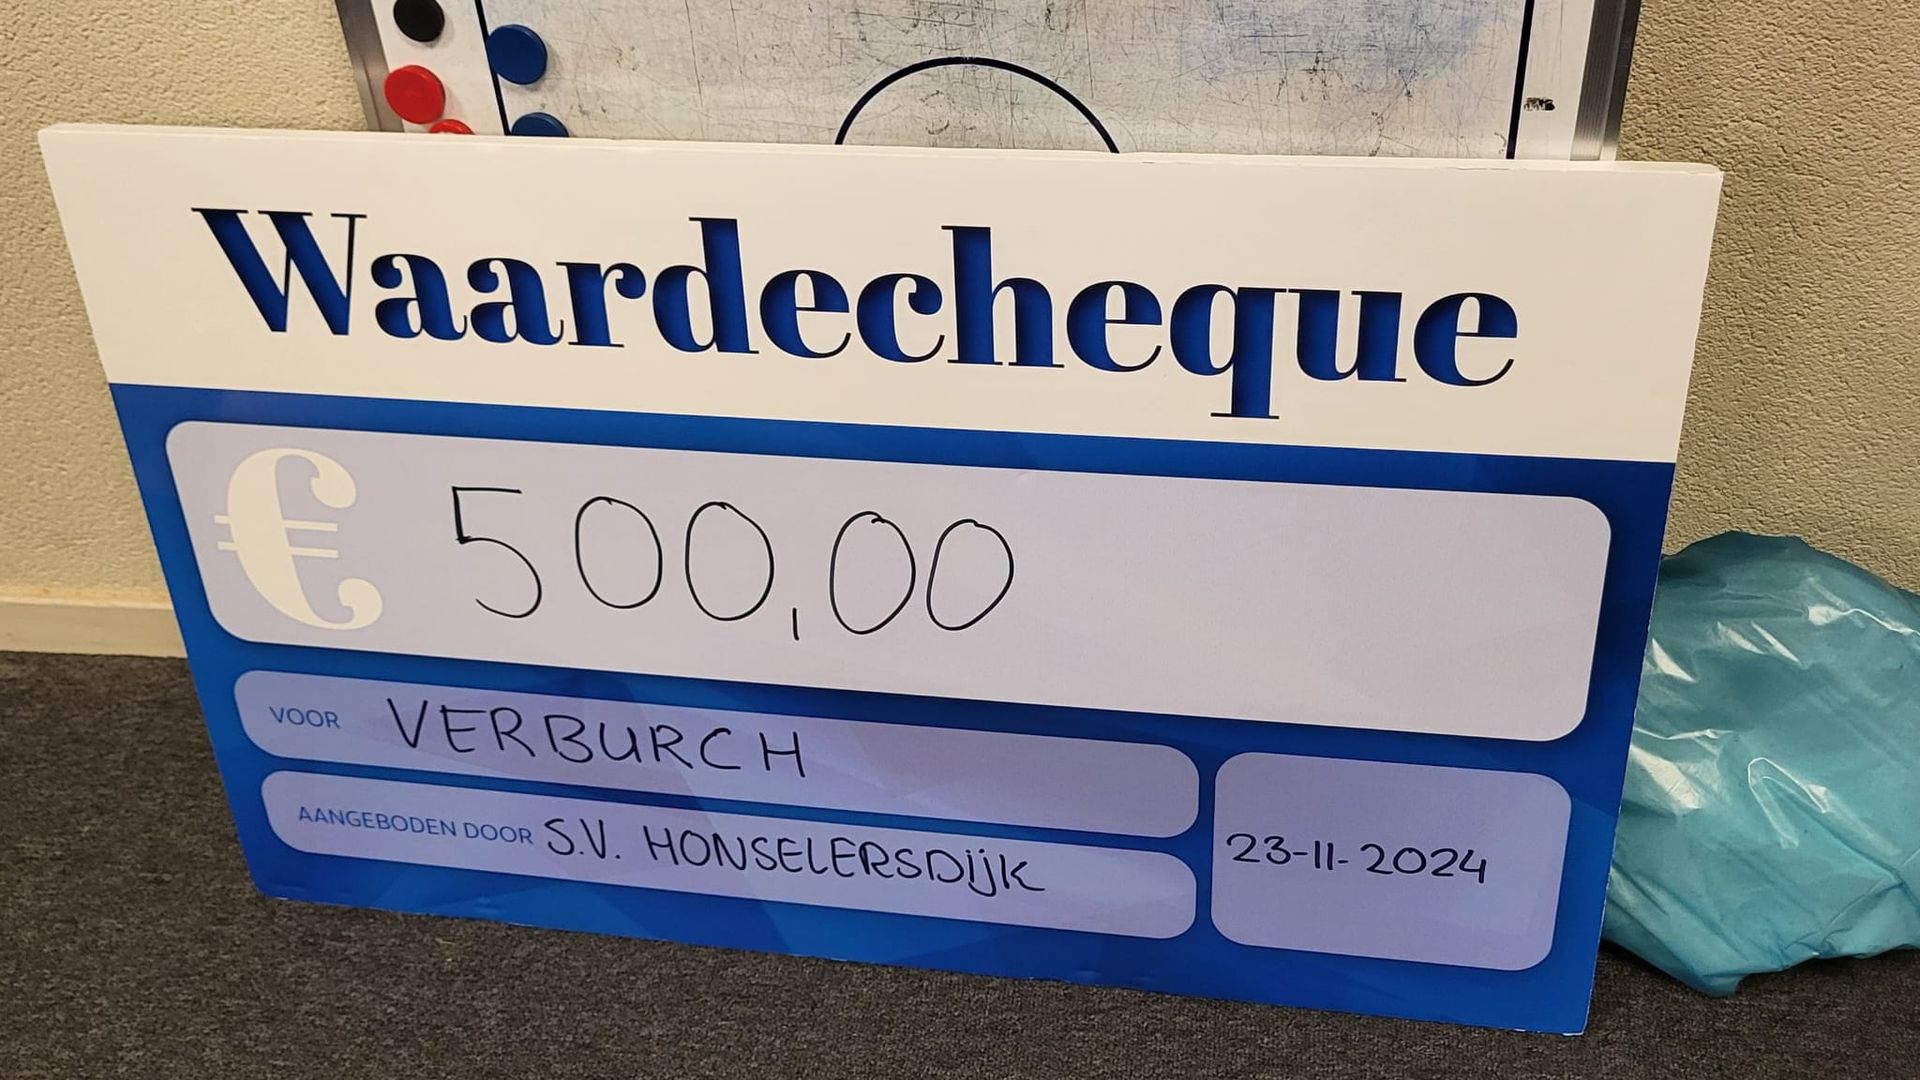 Waardecheque
€ 500,00
VOOR VERBURCH
AANGEBODEN DOOR S.V. HONSELERSDIJK
23-11-2024